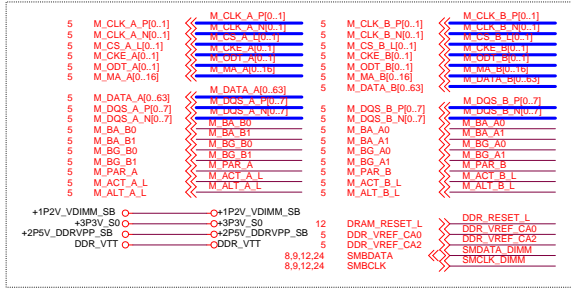 5 M_CLK_A_P[0..1] M_CLK_A_P[0..1]
5 M_CLK_A_N[0..1] M_CLK_A_N[0..1]
5 M_CS_A_L[0..1] M_CS_A_L[0..1]
5 M_CKE_A[0..1] M_CKE_A[0..1]
5 M_ODT_A[0..1] M_ODT_A[0..1]
5 M_MA_A[0..16] M_MA_A[0..16]
5 M_DATA_A[0..63] M_DATA_A[0..63]
5 M_DQS_A_P[0..7] M_DQS_A_P[0..7]
5 M_DQS_A_N[0..7] M_DQS_A_N[0..7]
5 M_BA_B0 M_BA_B0
5 M_BA_B1 M_BA_B1
5 M_BG_B0 M_BG_B0
5 M_BG_B1 M_BG_B1
5 M_PAR_A M_PAR_A
5 M_ACT_A_L M_ACT_A_L
5 M_ALT_A_L M_ALT_A_L
5 M_CLK_B_P[0..1] M_CLK_B_P[0..1]
5 M_CLK_B_N[0..1] M_CLK_B_N[0..1]
5 M_CS_B_L[0..1] M_CS_B_L[0..1]
5 M_CKE_B[0..1] M_CKE_B[0..1]
5 M_ODT_B[0..1] M_ODT_B[0..1]
5 M_MA_B[0..16] M_MA_B[0..16]
5 M_DATA_B[0..63] M_DATA_B[0..63]
5 M_DQS_B_P[0..7] M_DQS_B_P[0..7]
5 M_DQS_B_N[0..7] M_DQS_B_N[0..7]
5 M_BA_A0 M_BA_A0
5 M_BA_A1 M_BA_A1
5 M_BG_A0 M_BG_A0
5 M_BG_A1 M_BG_A1
5 M_PAR_B M_PAR_B
5 M_ACT_B_L M_ACT_B_L
5 M_ALT_B_L M_ALT_B_L
+1P2V_VDIMM_SB +1P2V_VDIMM_SB
+3P3V_S0 +3P3V_S0
+2P5V_DDRVPP_SB +2P5V_DDRVPP_SB
DDR_VTT DDR_VTT
12 DRAM_RESET_L DDR_RESET_L
5 DDR_VREF_CA0 DDR_VREF_CA0
5 DDR_VREF_CA2 DDR_VREF_CA2
8,9,12,24 SMBDATA SMDATA_DIMM
8,9,12,24 SMBCLK SMCLK_DIMM